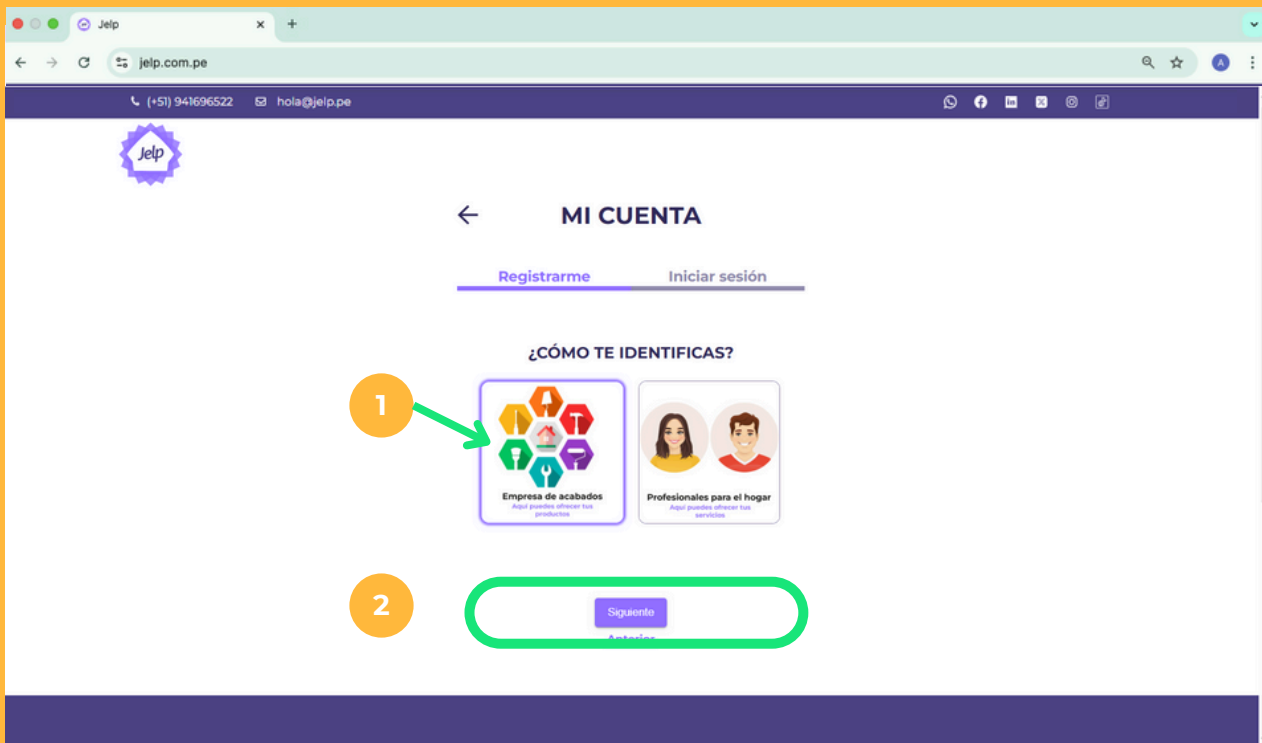 Jelp
jelp.com.pe
A
(+51) 941696522 hola@jelp.pe
Jelp
MI CUENTA
Registrarme Iniciar sesión
¿CÓMO TE IDENTIFICAS?
1
Empresa de acabados
Aquí puedes ofrecer tus
productos
Profesionales para el hogar
Aquí puedes ofrecer tus
servicios
2
Siguiente
Anterior